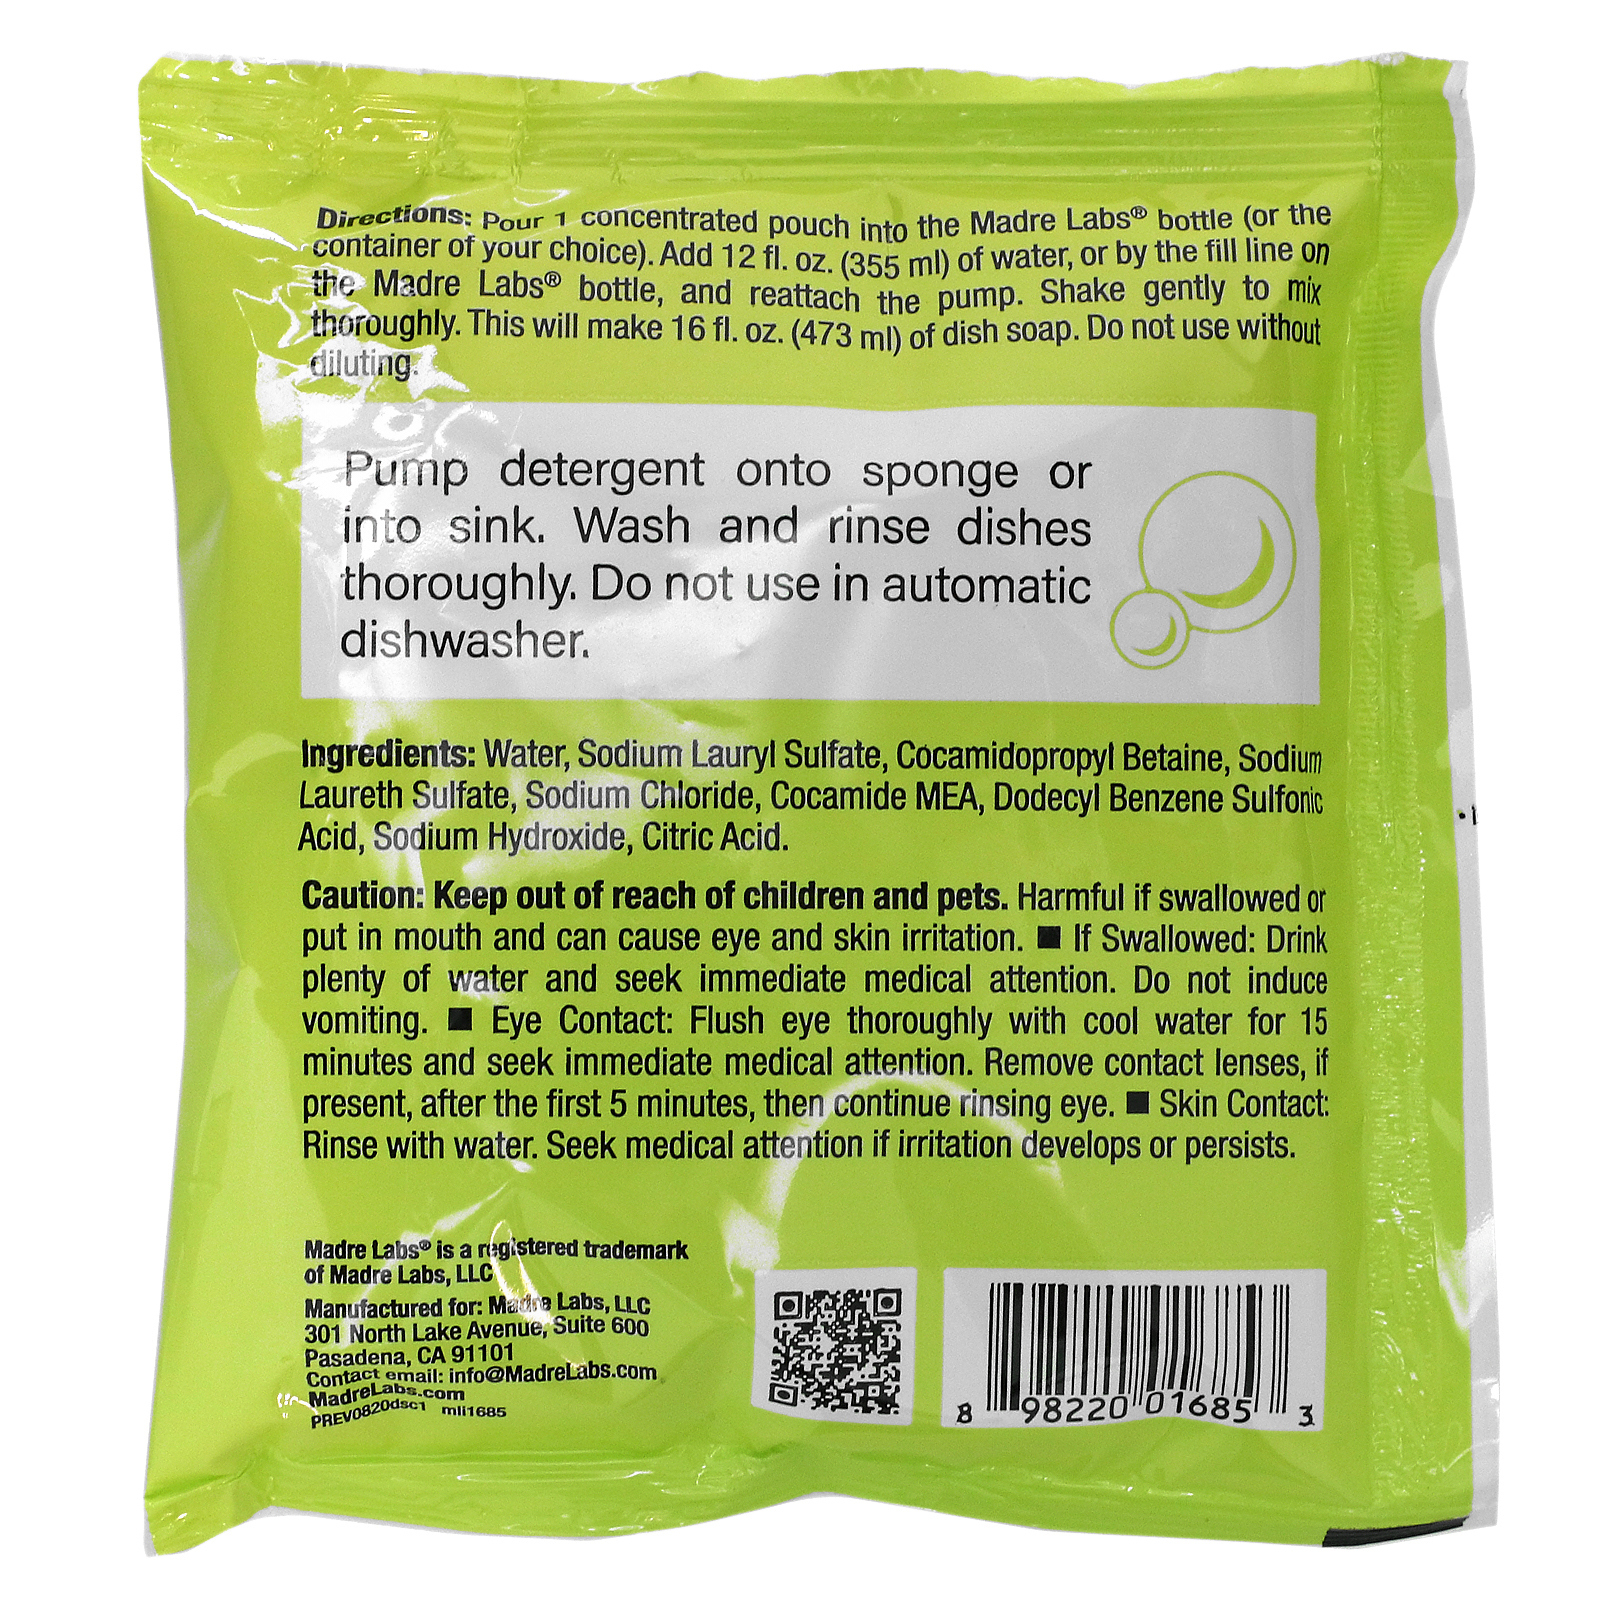 Directions: Pour 1 concentrated pouch into the Madre Labs® bottle (or the
container of your choice). Add 12 fl. oz. (355 ml) of water, or by the fill line on
the Madre Labs® bottle, and reattach the pump. Shake gently to mix
thoroughly. This will make 16 fl. oz. (473 ml) of dish soap. Do not use without
diluting.
Pump detergent onto sponge or
into sink. Wash and rinse dishes
thoroughly. Do not use in automatic
dishwasher.
Ingredients: Water, Sodium Lauryl Sulfate, Cocamidopropyl Betaine, Sodium
Laureth Sulfate, Sodium Chloride, Cocamide MEA, Dodecyl Benzene Sulfonic
Acid, Sodium Hydroxide, Citric Acid.
Caution: Keep out of reach of children and pets. Harmful if swallowed or
put in mouth and can cause eye and skin irritation. ■ If Swallowed: Drink
plenty of water and seek immediate medical attention. Do not induce
vomiting. ■ Eye Contact: Flush eye thoroughly with cool water for 15
minutes and seek immediate medical attention. Remove contact lenses, if
present, after the first 5 minutes, then continue rinsing eye. ■ Skin Contact:
Rinse with water. Seek medical attention if irritation develops or persists.
Madre Labs® is a registered trademark
of Madre Labs, LLC
Manufactured for: Madre Labs, LLC
301 North Lake Avenue, Suite 600
Pasadena, CA 91101
Contact email: info@MadreLabs.com
MadreLabs.com
PREV0820dsc1 mli1685
8 98220 01685 3